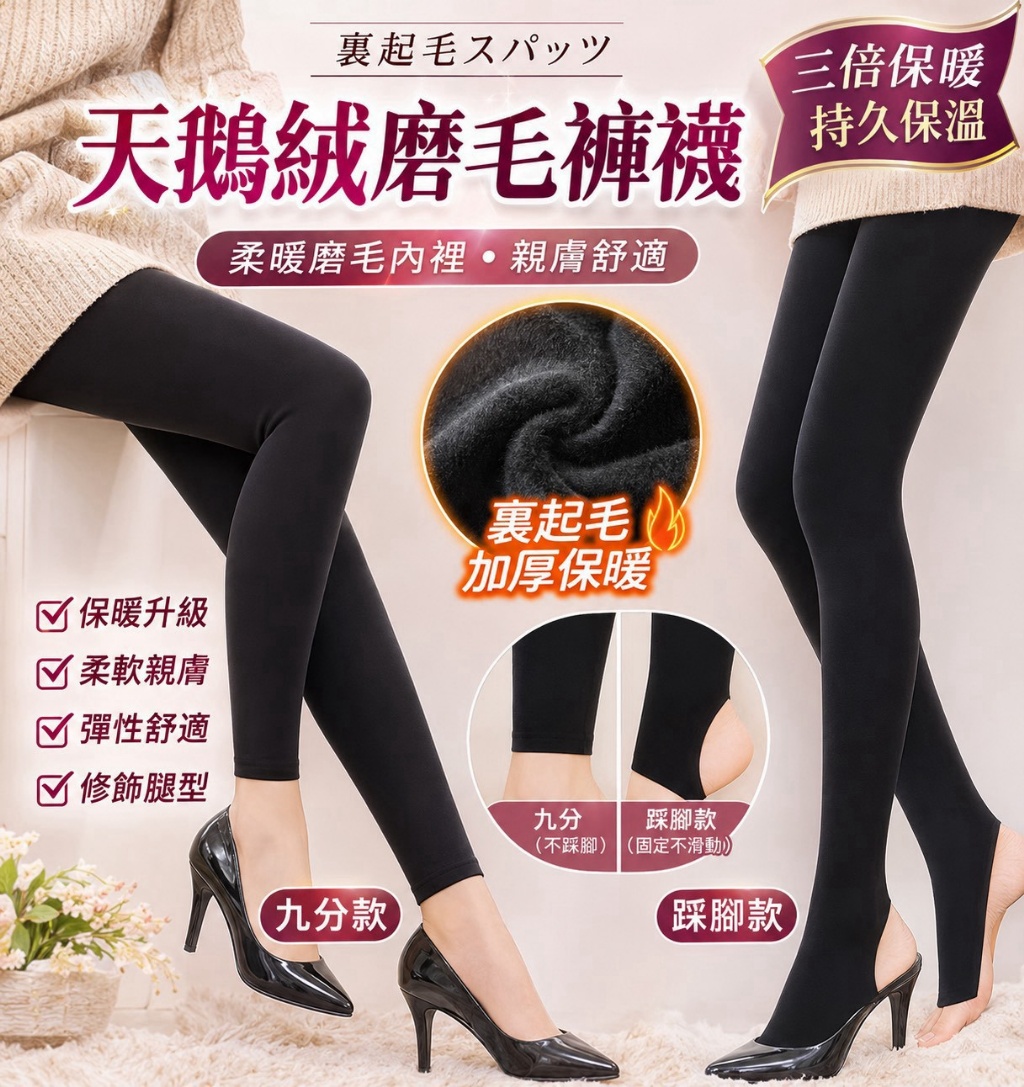 裏起毛スパッツ
天鵝絨磨毛褲襪
三倍保暖
持久保溫
柔暖磨毛內裡•親膚舒適
裏起毛
加厚保暖
保暖升級
柔軟親膚
彈性舒適
修飾腿型
九分
（不踩腳）
踩腳款
（固定不滑動）
九分款
踩腳款